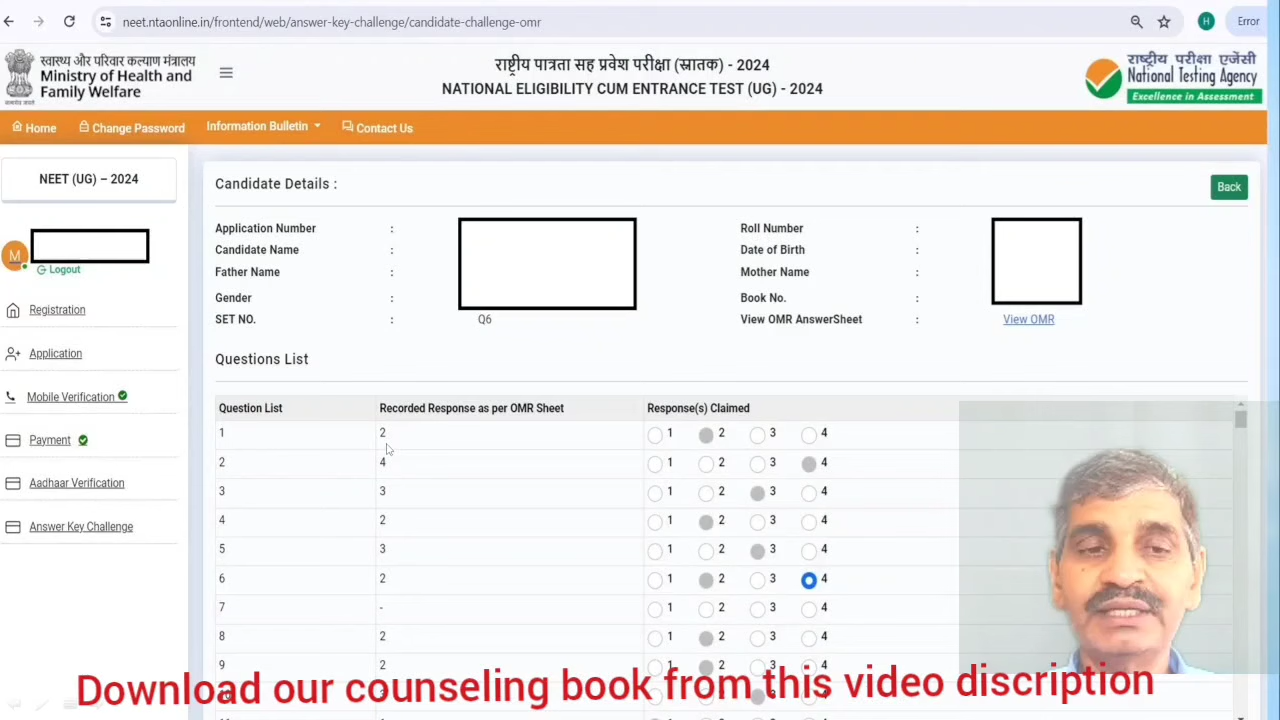 neet.ntaonline.in/frontend/web/answer-key-challenge/candidate-challenge-omr
H
Error
स्वास्थ्य और परिवार कल्याण मंत्रालय
Ministry of Health and
Family Welfare
राष्ट्रीय पात्रता सह प्रवेश परीक्षा (स्नातक) - 2024
NATIONAL ELIGIBILITY CUM ENTRANCE TEST (UG) - 2024
राष्ट्रीय परीक्षा एजेंसी
National Testing Agency
Excellence in Assessment
Home Change Password Information Bulletin Contact Us
NEET (UG) – 2024
M
Logout
Registration
Application
Mobile Verification
Payment
Aadhaar Verification
Answer Key Challenge
Candidate Details :
Back
Application Number : Roll Number :
Candidate Name : Date of Birth :
Father Name : Mother Name :
Gender : Book No. :
SET NO. : Q6 View OMR AnswerSheet : View OMR
Questions List
Question List Recorded Response as per OMR Sheet Response(s) Claimed
1 2 1 2 3 4
2 4 1 2 3 4
3 3 1 2 3 4
4 2 1 2 3 4
5 3 1 2 3 4
6 2 1 2 3 4
7 - 1 2 3 4
8 2 1 2 3 4
9 2 1 2 3 4
Download our counseling book from this video discription